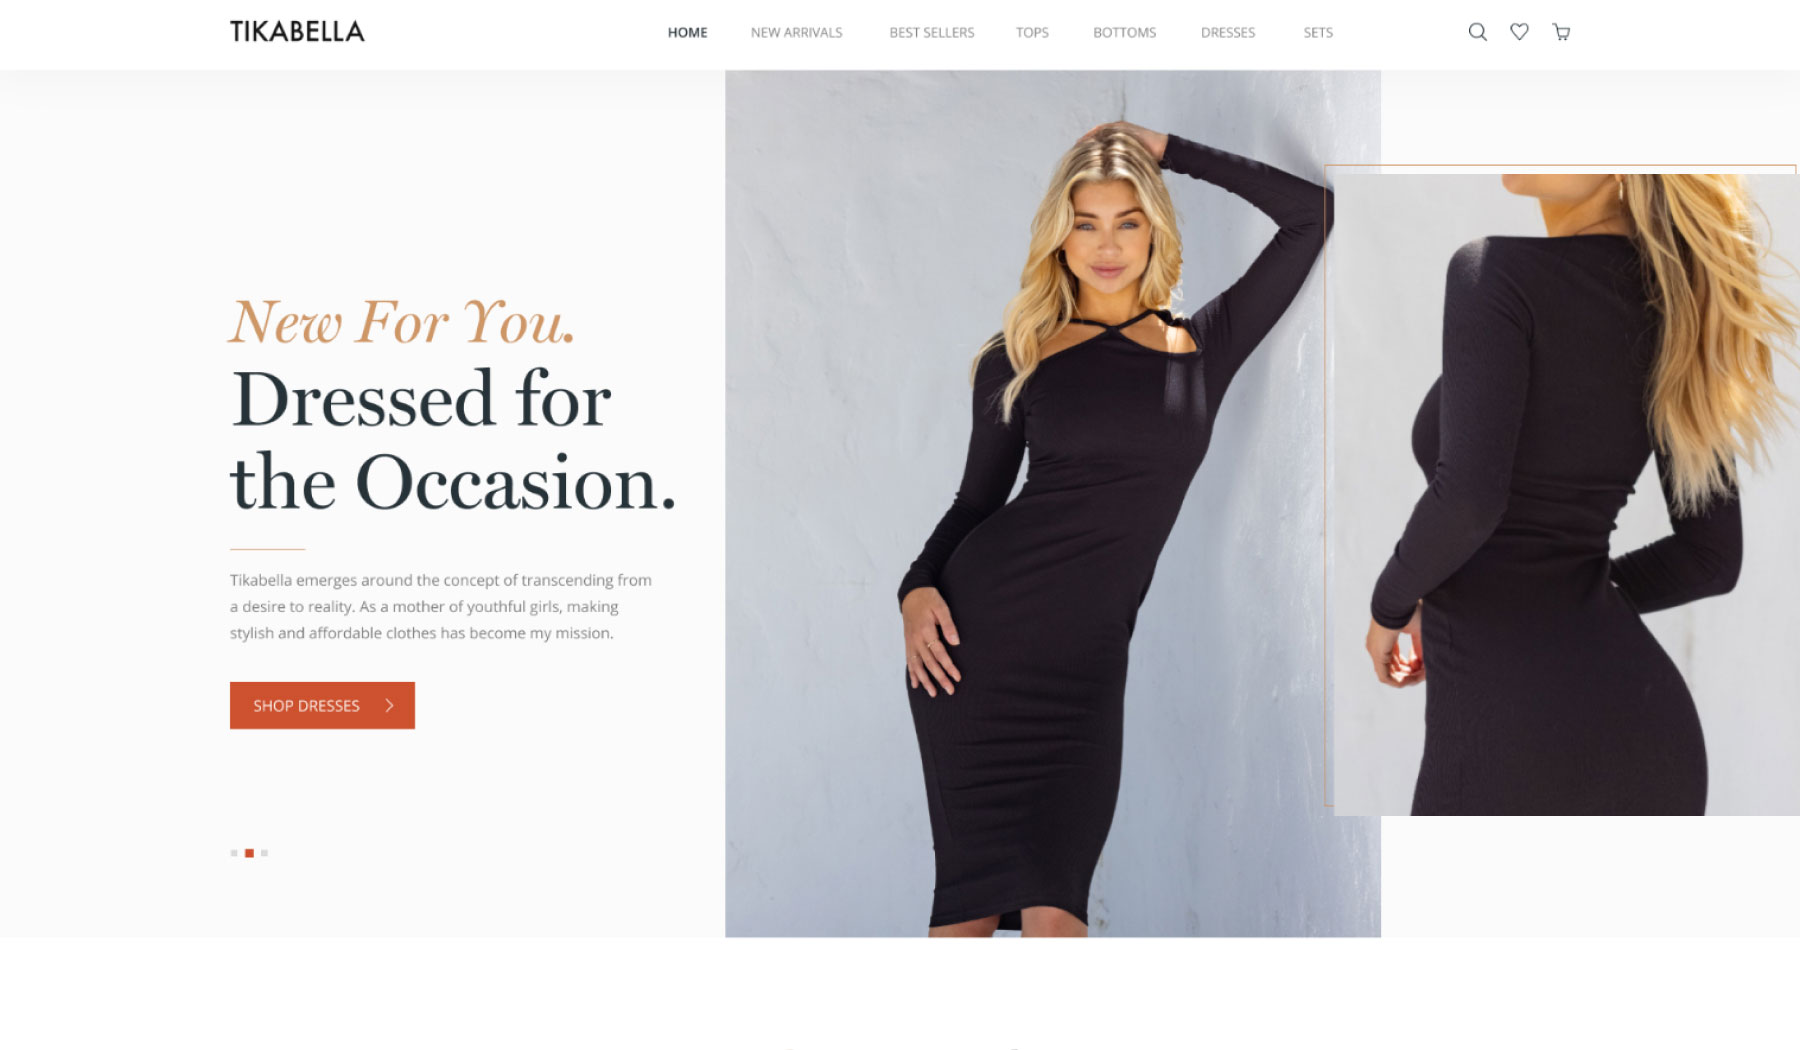 TIKABELLA
HOME NEW ARRIVALS BEST SELLERS TOPS BOTTOMS DRESSES SETS
New For You.
Dressed for
the Occasion.
Tikabella emerges around the concept of transcending from
a desire to reality. As a mother of youthful girls, making
stylish and affordable clothes has become my mission.
SHOP DRESSES